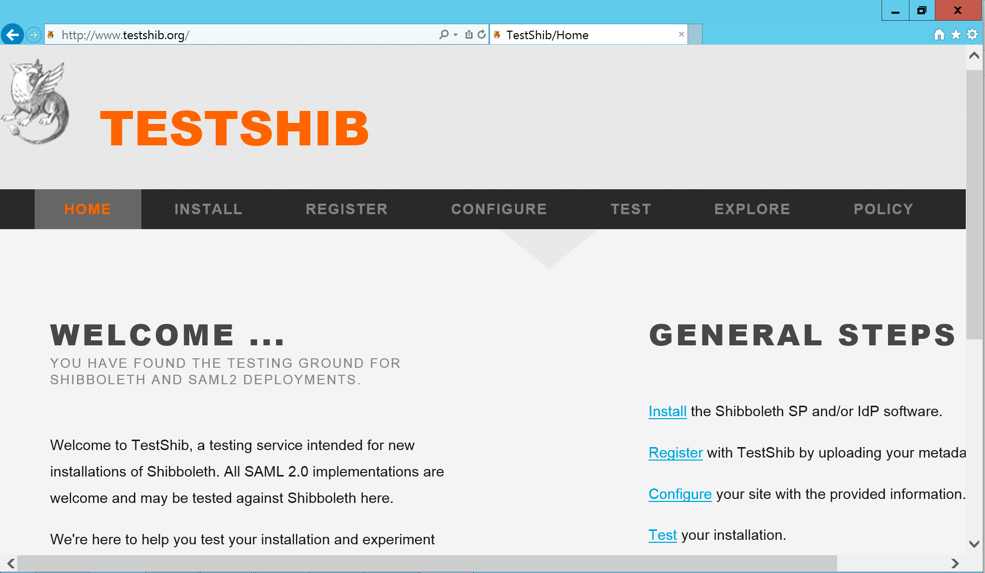 http://www.testshib.org/
TestShib/Home
TESTSHIB
HOME INSTALL REGISTER CONFIGURE TEST EXPLORE POLICY
WELCOME ...
YOU HAVE FOUND THE TESTING GROUND FOR
SHIBBOLETH AND SAML2 DEPLOYMENTS.
Welcome to TestShib, a testing service intended for new
installations of Shibboleth. All SAML 2.0 implementations are
welcome and may be tested against Shibboleth here.
We're here to help you test your installation and experiment
GENERAL STEPS
Install the Shibboleth SP and/or IdP software.
Register with TestShib by uploading your metada
Configure your site with the provided information.
Test your installation.